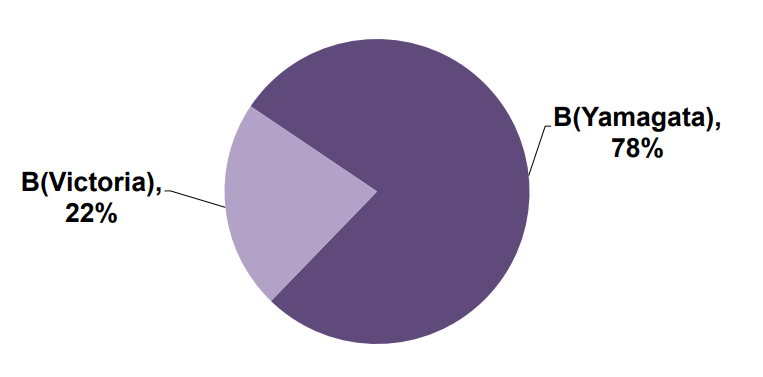 B(Yamagata),
78%
B(Victoria),
22%